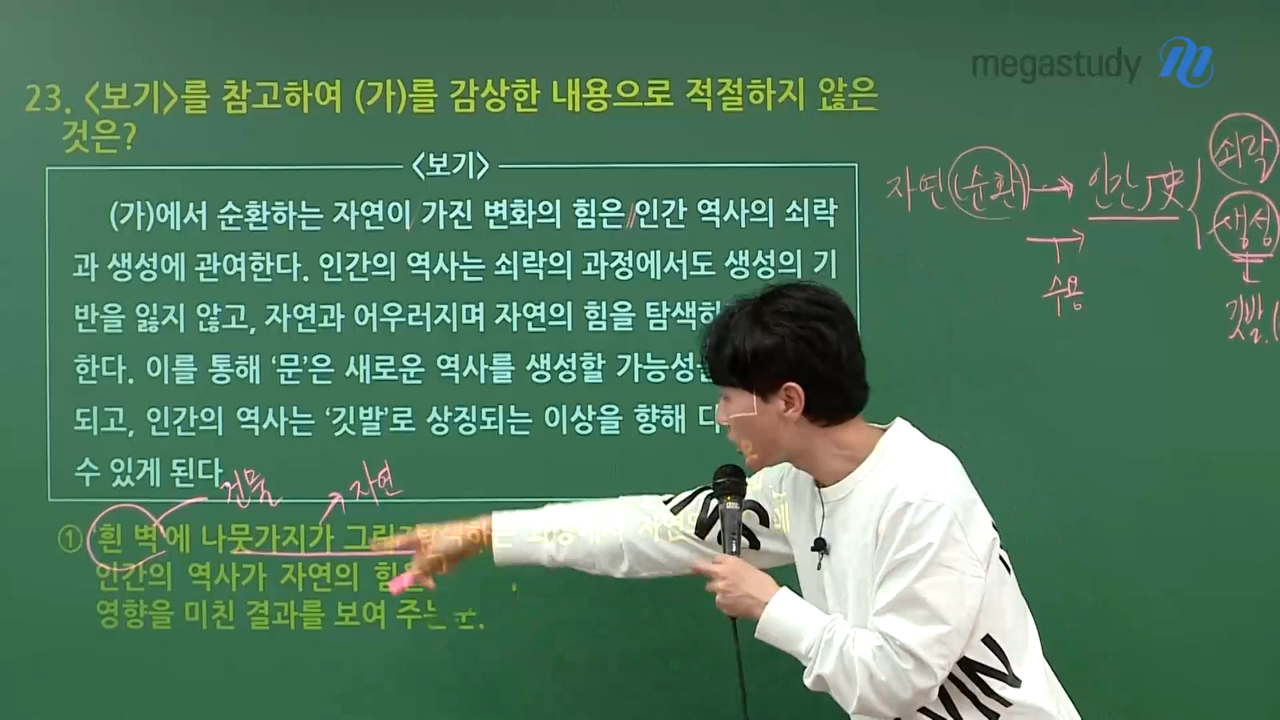 megastudy
23. <보기>를 참고하여 (가)를 감상한 내용으로 적절하지 않은
것은?
<보기>
(가)에서 순환하는 자연이 가진 변화의 힘은 인간 역사의 쇠락
과 생성에 관여한다. 인간의 역사는 쇠락의 과정에서도 생성의 기
반을 잃지 않고, 자연과 어우러지며 자연의 힘을 탐색
한다. 이를 통해 '문'은 새로운 역사를 생성할 가능성
되고, 인간의 역사는 '깃발'로 상징되는 이상을 향해 다
수 있게 된다.
건물
자연
① '흰 벽'에 나뭇가지가 그림자
인간의 역사가 자연의 힘
영향을 미친 결과를 보여 주는
자연(순환) → 인간 史
쇠락
생성
수용
깃발